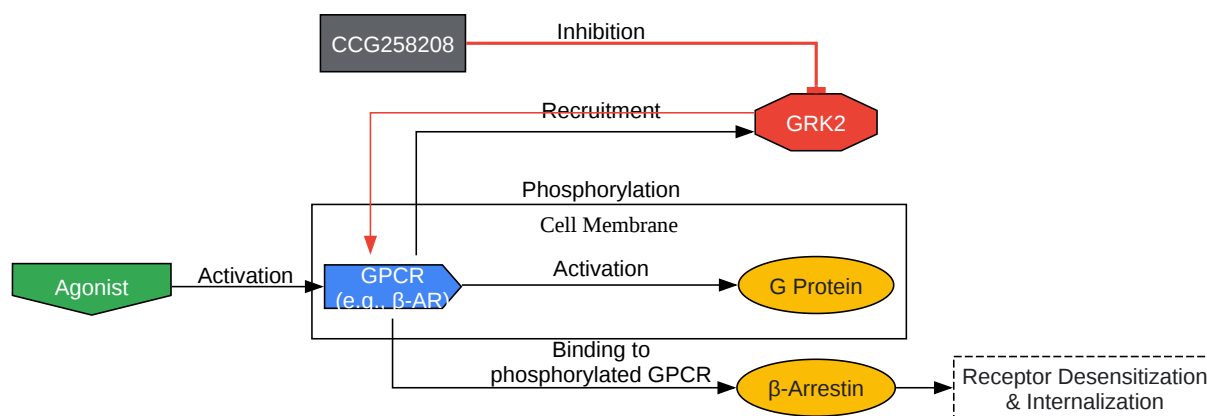 CCG258208
Inhibition
Recruitment
GRK2
Phosphorylation
Cell Membrane
Agonist
Activation
GPCR
(e.g., β-AR)
Activation
G Protein
Binding to
phosphorylated GPCR
β-Arrestin
Receptor Desensitization
& Internalization